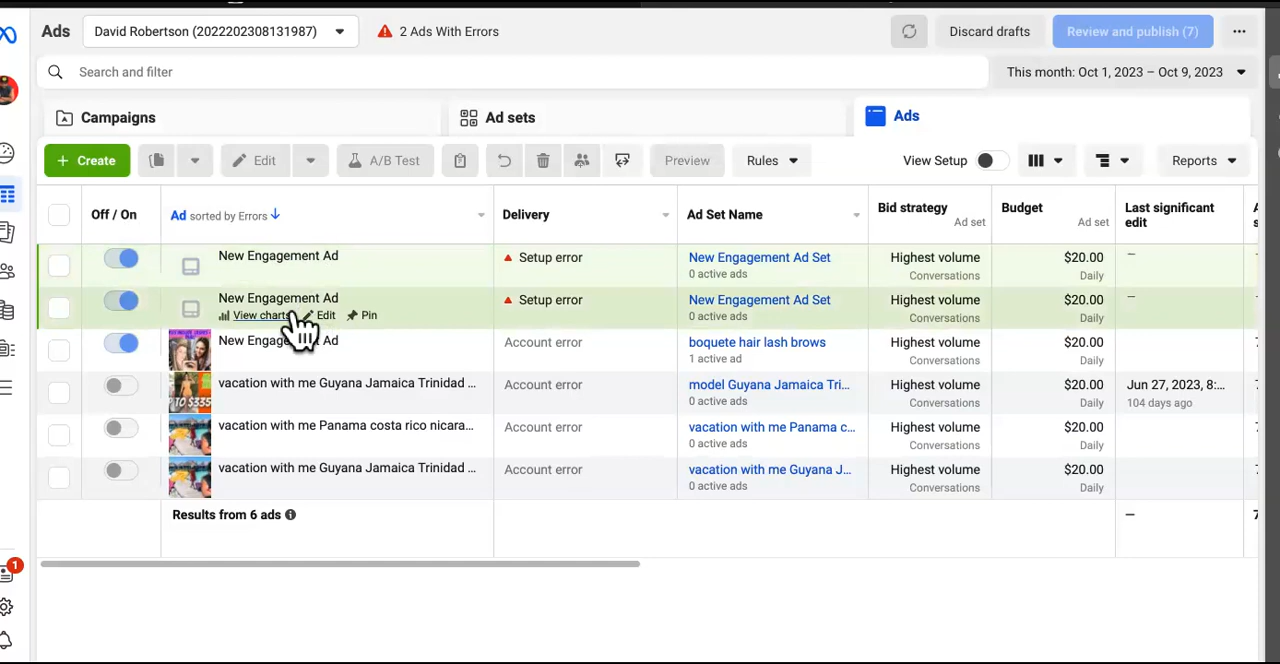 Ads
David Robertson (2022202308131987)
2 Ads With Error
Discard drafts
Review and publish (7)
Search and filter
This month: Oct 1, 2023 – Oct 9, 2023
Campaigns
Ad sets
Ads
+ Create
Edit
A/B Test
Preview
Rules
View Setup
Reports
Off / On
Ad sorted by Errors
Delivery
Ad Set Name
Bid strategy
Ad set
Budget
Ad set
Last significant
edit
New Engagement Ad
Setup error
New Engagement Ad Set
0 active ads
Highest volume
Conversations
$20.00
Daily
—
New Engagement Ad
View charts
Edit
Pin
Setup error
New Engagement Ad Set
0 active ads
Highest volume
Conversations
$20.00
Daily
—
Ad
Account error
boquete hair lash brows
1 active ad
Highest volume
Conversations
$20.00
Daily
vacation with me Guyana Jamaica Trinidad ...
Account error
model Guyana Jamaica Tri...
0 active ads
Highest volume
Conversations
$20.00
Daily
Jun 27, 2023, 8:...
104 days ago
vacation with me Panama costa rico nicara...
Account error
vacation with me Panama c...
0 active ads
Highest volume
Conversations
$20.00
Daily
vacation with me Guyana Jamaica Trinidad ...
Account error
vacation with me Guyana J...
0 active ads
Highest volume
Conversations
$20.00
Daily
Results from 6 ads
—
1